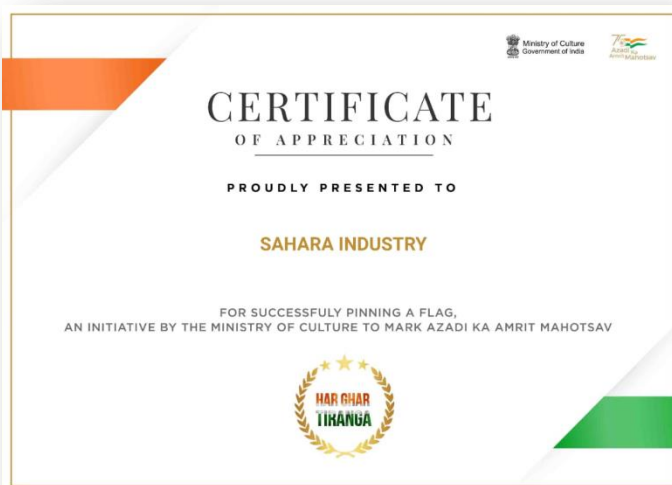 Ministry of Culture
Government of India
75
Azadi Ka
Amrit Mahotsav
CERTIFICATE
OF APPRECIATION
PROUDLY PRESENTED TO
SAHARA INDUSTRY
FOR SUCCESSFULY PINNING A FLAG,
AN INITIATIVE BY THE MINISTRY OF CULTURE TO MARK AZADI KA AMRIT MAHOTSAV
HAR GHAR
TIRANGA